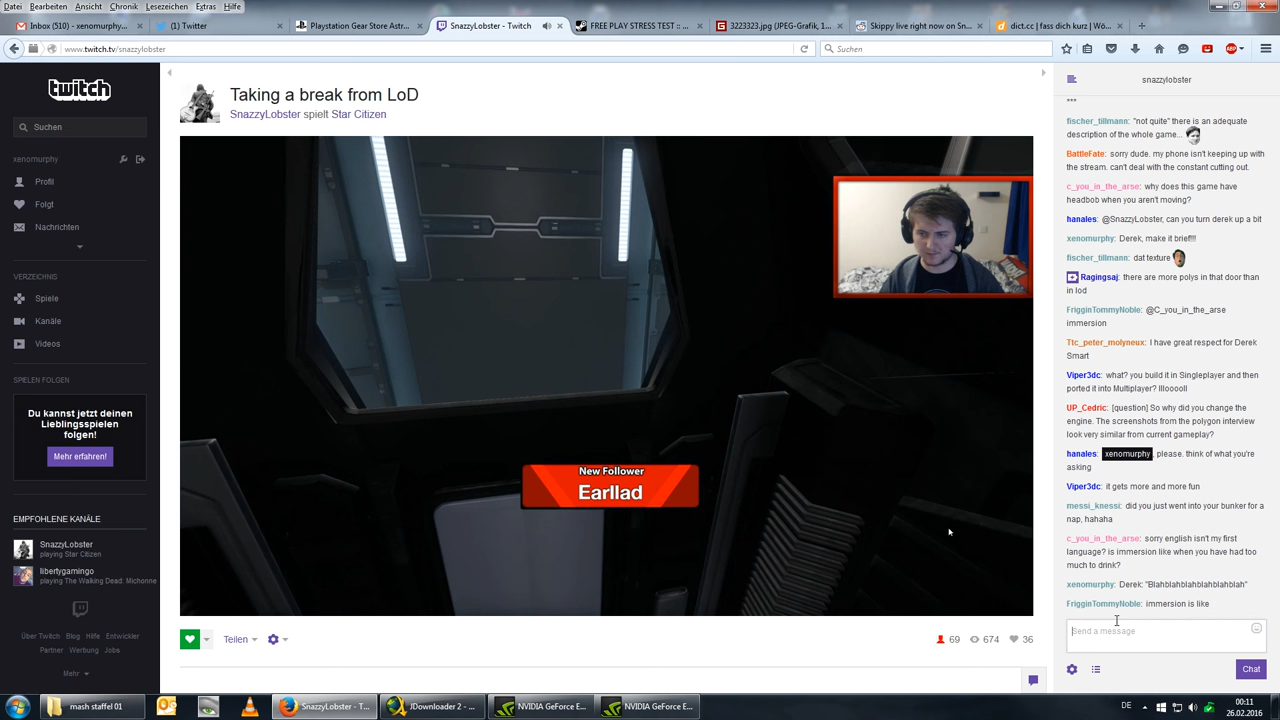 Datei Bearbeiten Ansicht Chronik Lesezeichen Extras Hilfe
Inbox (510) - xenomurphy...
(1) Twitter
Playstation Gear Store Astr...
SnazzyLobster - Twitch
FREE PLAY STRESS TEST :: ...
3223323.jpg (JPEG-Grafik, 1...
Skippy live right now on Sn...
dict.cc | fass dich kurz | Wö...
www.twitch.tv/snazzylobster
Suchen
ABP
twitch
Suchen
xenomurphy
Profil
Folgt
Nachrichten
VERZEICHNIS
Spiele
Kanäle
Videos
SPIELEN FOLGEN
Du kannst jetzt deinen
Lieblingsspielen
folgen!
Mehr erfahren!
EMPFOHLENE KANÄLE
SnazzyLobster
playing Star Citizen
libertygamingo
playing The Walking Dead: Michonne
Über Twitch Blog Hilfe Entwickler
Partner Werbung Jobs
Mehr
Taking a break from LoD
SnazzyLobster spielt Star Citizen
New Follower
Earllad
Teilen
69 674 36
snazzylobster
***
fischer_tillmann: "not quite" there is an adequate
description of the whole game...
BattleFate: sorry dude. my phone isn't keeping up with
the stream. can't deal with the constant cutting out.
c_you_in_the_arse: why does this game have
headbob when you aren't moving?
hanales: @SnazzyLobster, can you turn derek up a bit
xenomurphy: Derek, make it brief!!!
fischer_tillmann: dat texture
Ragingsaj: there are more polys in that door than
in lod
FrigginTommyNoble: @C_you_in_the_arse
immersion
Ttc_peter_molyneux: I have great respect for Derek
Smart
Viper3dc: what? you build it in Singleplayer and then
ported it into Multiplayer? lllooooll
UP_Cedric: [question] So why did you change the
engine. The screenshots from the polygon interview
look very similar from current gameplay?
hanales: xenomurphy, please. think of what you're
asking
Viper3dc: it gets more and more fun
messi_knessi: did you just went into your bunker for a
nap, hahaha
c_you_in_the_arse: sorry english isn't my first
language? is immersion like when you have had too
much to drink?
xenomurphy: Derek: "Blahblahblahblahblahblah"
FrigginTommyNoble: immersion is like
Send a message
Chat
mash staffel 01
SnazzyLobster - T...
JDownloader 2 - ...
NVIDIA GeForce E...
NVIDIA GeForce E...
DE
00:11
26.02.2016